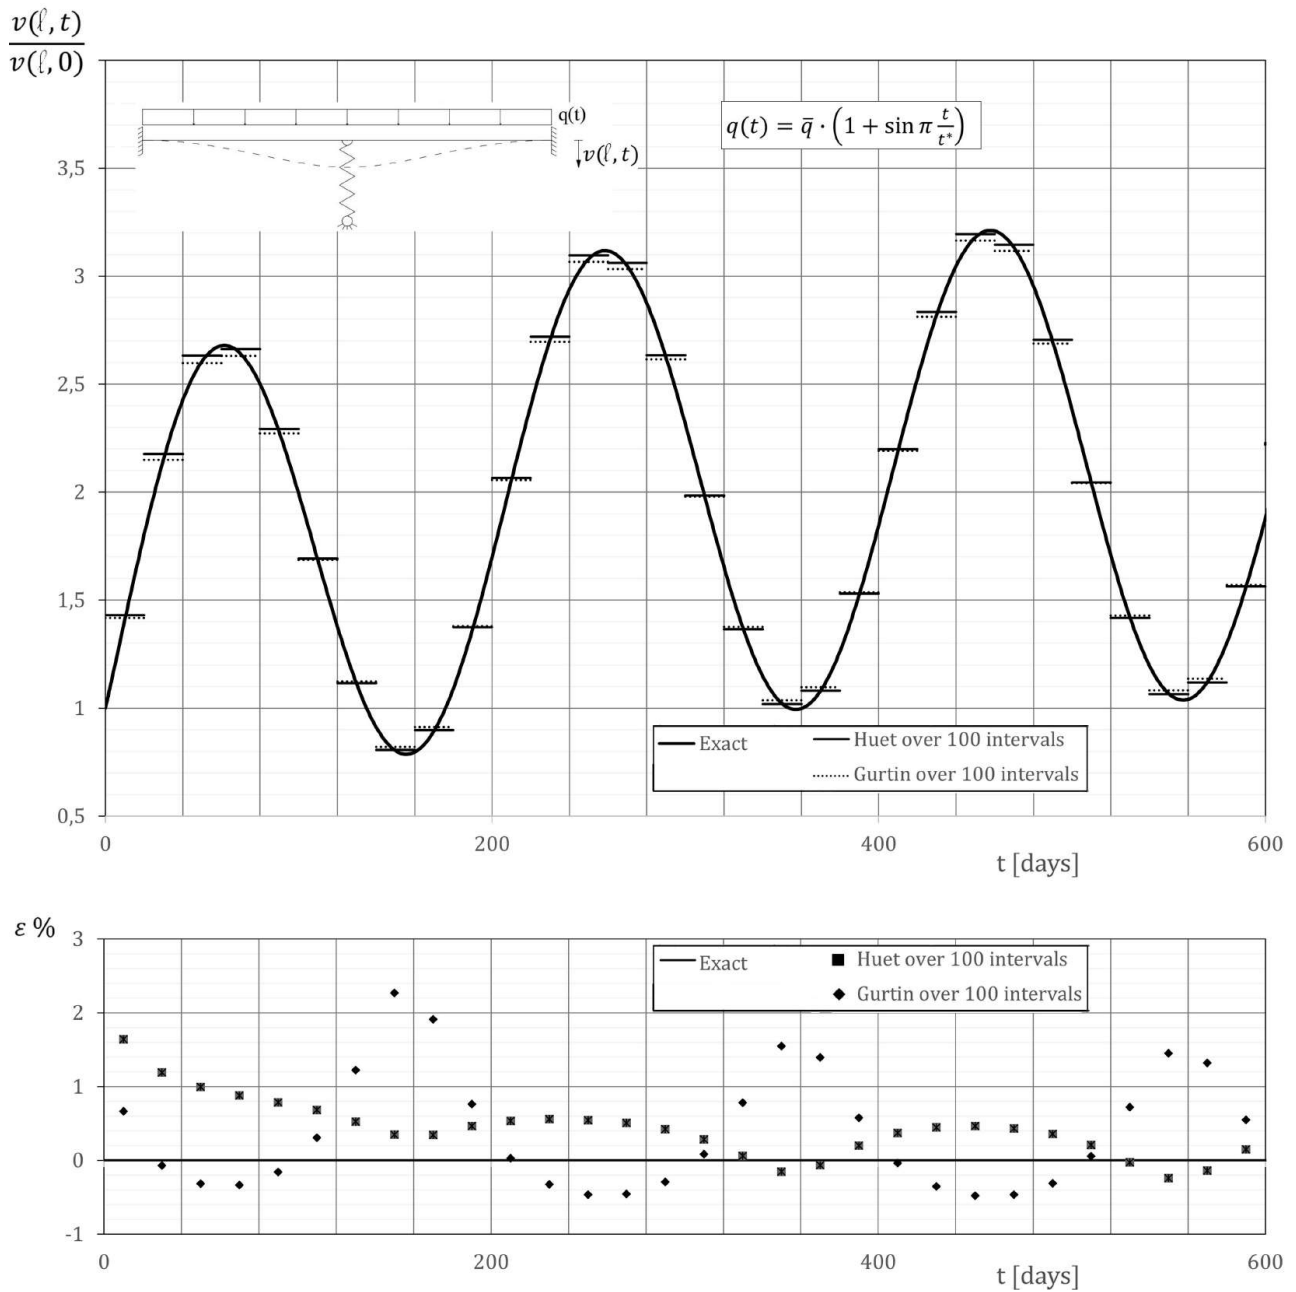 v(ℓ,t)
v(ℓ,0)
q(t)
v(ℓ,t)
q(t) = q̄ · (1 + sin π t/t*)
3,5
3
2,5
2
1,5
1
0,5
Exact
Huet over 100 intervals
Gurtin over 100 intervals
0
200
400
600
t [days]
ε %
3
2
1
0
-1
Exact
Huet over 100 intervals
Gurtin over 100 intervals
0
200
400
600
t [days]